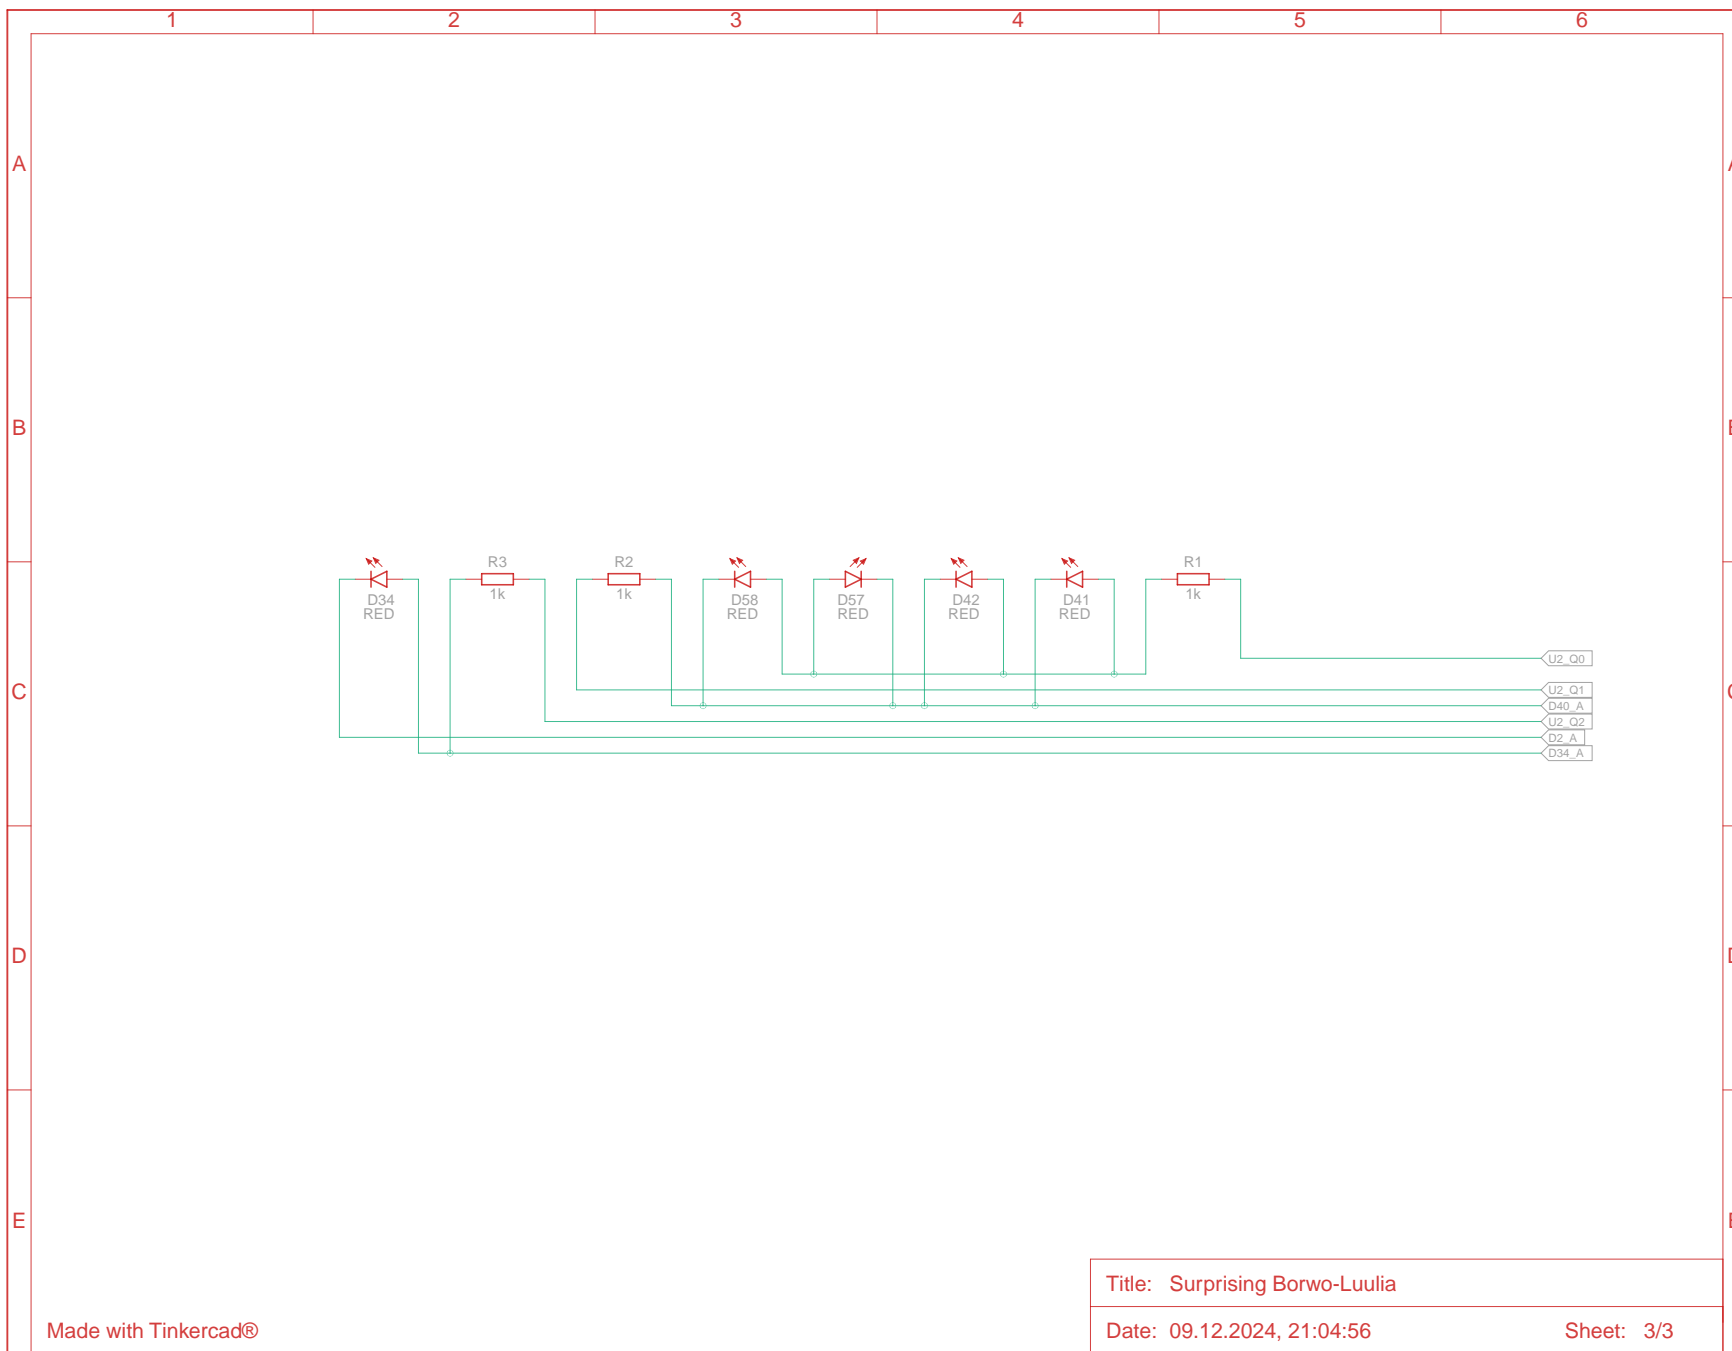 1 2 3 4 5 6
A
B
C
D
E
R3 R2 R1
D34 D58 D57 D42 D41
RED 1k 1k RED RED RED RED 1k
U2_Q0
U2_Q1
D40_A
U2_Q2
D2_A
D34_A
Title: Surprising Borwo-Luulia
Made with Tinkercad®
Date: 09.12.2024, 21:04:56 Sheet: 3/3